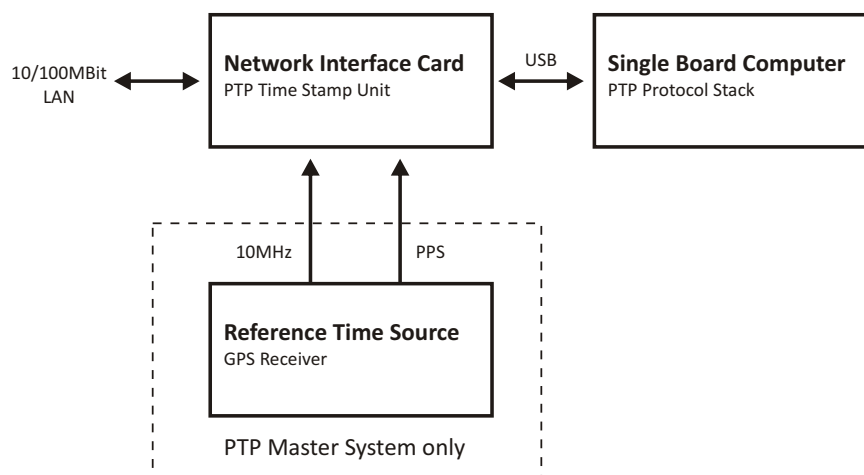 10/100MBit
LAN
Network Interface Card
PTP Time Stamp Unit
USB
Single Board Computer
PTP Protocol Stack
10MHz
PPS
Reference Time Source
GPS Receiver
PTP Master System only